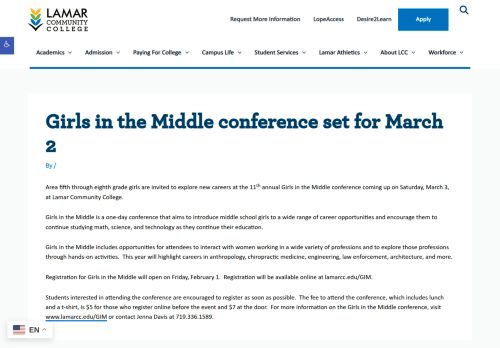 LAMAR
COMMUNITY
COLLEGE
Request More Information LopeAccess Desire2Learn Apply
Academics Admission Paying For College Campus Life Student Services Lamar Athletics About LCC Workforce
Girls in the Middle conference set for March
2
By /
Area fifth through eighth grade girls are invited to explore new careers at the 11th annual Girls in the Middle conference coming up on Saturday, March 3,
at Lamar Community College.
Girls in the Middle is a one-day conference that aims to introduce middle school girls to a wide range of career opportunities and encourage them to
continue studying math, science, and technology as they continue their education.
Girls in the Middle includes opportunities for attendees to interact with women working in a wide variety of professions and to explore those professions
through hands-on activities. This year will highlight careers in anthropology, chiropractic medicine, engineering, law enforcement, architecture, and more.
Registration for Girls in the Middle will open on Friday, February 1. Registration will be available online at lamarcc.edu/GIM.
Students interested in attending the conference are encouraged to register as soon as possible. The fee to attend the conference, which includes lunch
and a t-shirt, is $5 for those who register online before the event and $7 at the door. For more information on the Girls in the Middle conference, visit
www.lamarcc.edu/GIM or contact Jenna Davis at 719.336.1589.
EN